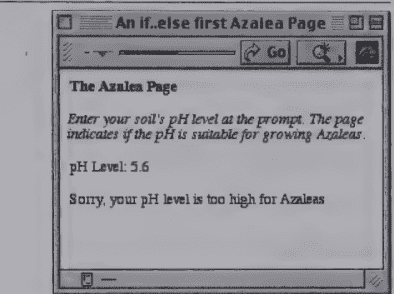 An if..else first Azalea Page
Go
The Azalea Page
Enter your soil's pH level at the prompt. The page
indicates if the pH is suitable for growing Azaleas.
pH Level: 5.6
Sorry, your pH level is too high for Azaleas